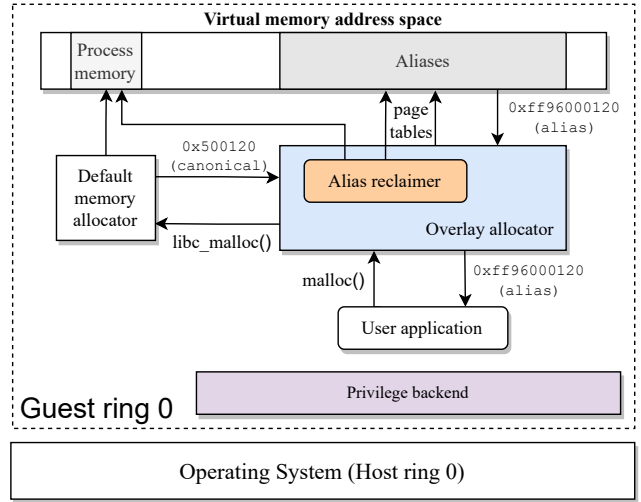 Virtual memory address space
Process
memory
Aliases
page
tables
0xff96000120
(alias)
0x500120
(canonical)
Default
memory
allocator
Alias reclaimer
Overlay allocator
libc_malloc()
malloc()
0xff96000120
(alias)
User application
Privilege backend
Guest ring 0
Operating System (Host ring 0)